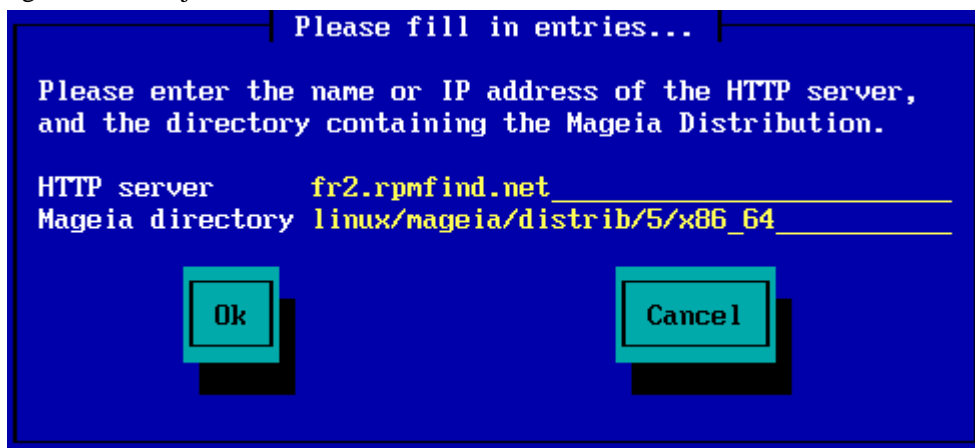 Please fill in entries...
Please enter the name or IP address of the HTTP server,
and the directory containing the Mageia Distribution.
HTTP server fr2.rpmfind.net
Mageia directory linux/mageia/distrib/5/x86_64
Ok Cancel